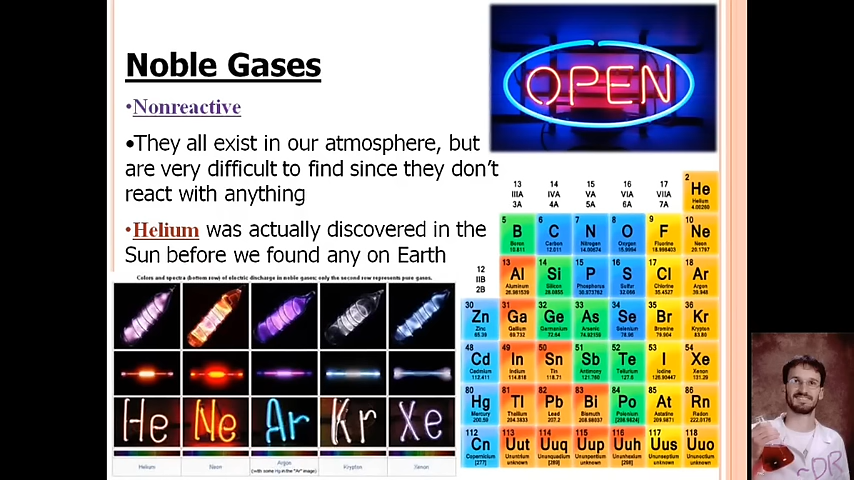 Noble Gases
OPEN
•Nonreactive
•They all exist in our atmosphere, but
are very difficult to find since they don't
react with anything
•Helium was actually discovered in the
Sun before we found any on Earth
Colors and spectra (bottom row) of electric discharge in noble gases; only the second row represents pure gases.
He Ne Ar Kr Xe
Helium Neon Argon Krypton Xenon
(with some Hg in the "Ar" image)
13 14 15 16 17
IIIA IVA VA VIA VIIA
3A 4A 5A 6A 7A
2
He
Helium
4.00260
5 6 7 8 9 10
B C N O F Ne
Boron Carbon Nitrogen Oxygen Fluorine Neon
10.811 12.011 14.00674 15.9994 18.998403 20.1797
12
IIB
2B
13 14 15 16 17 18
Al Si P S Cl Ar
Aluminum Silicon Phosphorus Sulfur Chlorine Argon
26.981539 28.0855 30.973762 32.066 35.4527 39.948
30 31 32 33 34 35 36
Zn Ga Ge As Se Br Kr
Zinc Gallium Germanium Arsenic Selenium Bromine Krypton
65.39 69.732 72.64 74.92159 78.96 79.904 83.80
48 49 50 51 52 53 54
Cd In Sn Sb Te I Xe
Cadmium Indium Tin Antimony Tellurium Iodine Xenon
112.411 114.818 118.71 121.760 127.6 126.90447 131.29
80 81 82 83 84 85 86
Hg Tl Pb Bi Po At Rn
Mercury Thallium Lead Bismuth Polonium Astatine Radon
200.59 204.3833 207.2 208.98037 [208.9824] 209.9871 222.0176
112 113 114 115 116 117 118
Cn Uut Uuq Uup Uuh Uus Uuo
Copernicium Ununtrium Ununquadium Ununpentium Ununhexium Ununseptium Ununoctium
[277] unknown [289] unknown [298] unknown unknown
DR